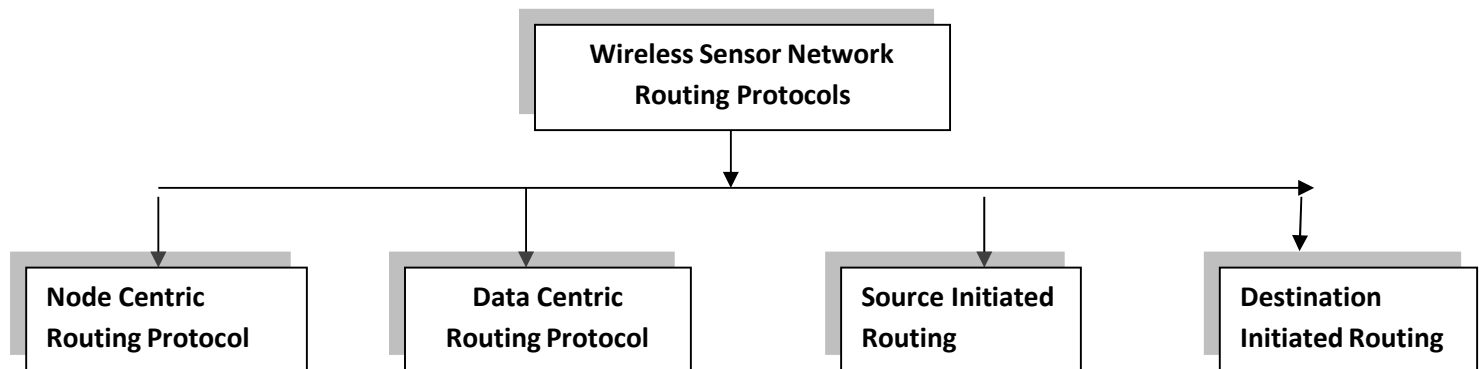 Wireless Sensor Network
Routing Protocols
Node Centric
Routing Protocol
Data Centric
Routing Protocol
Source Initiated
Routing
Destination
Initiated Routing